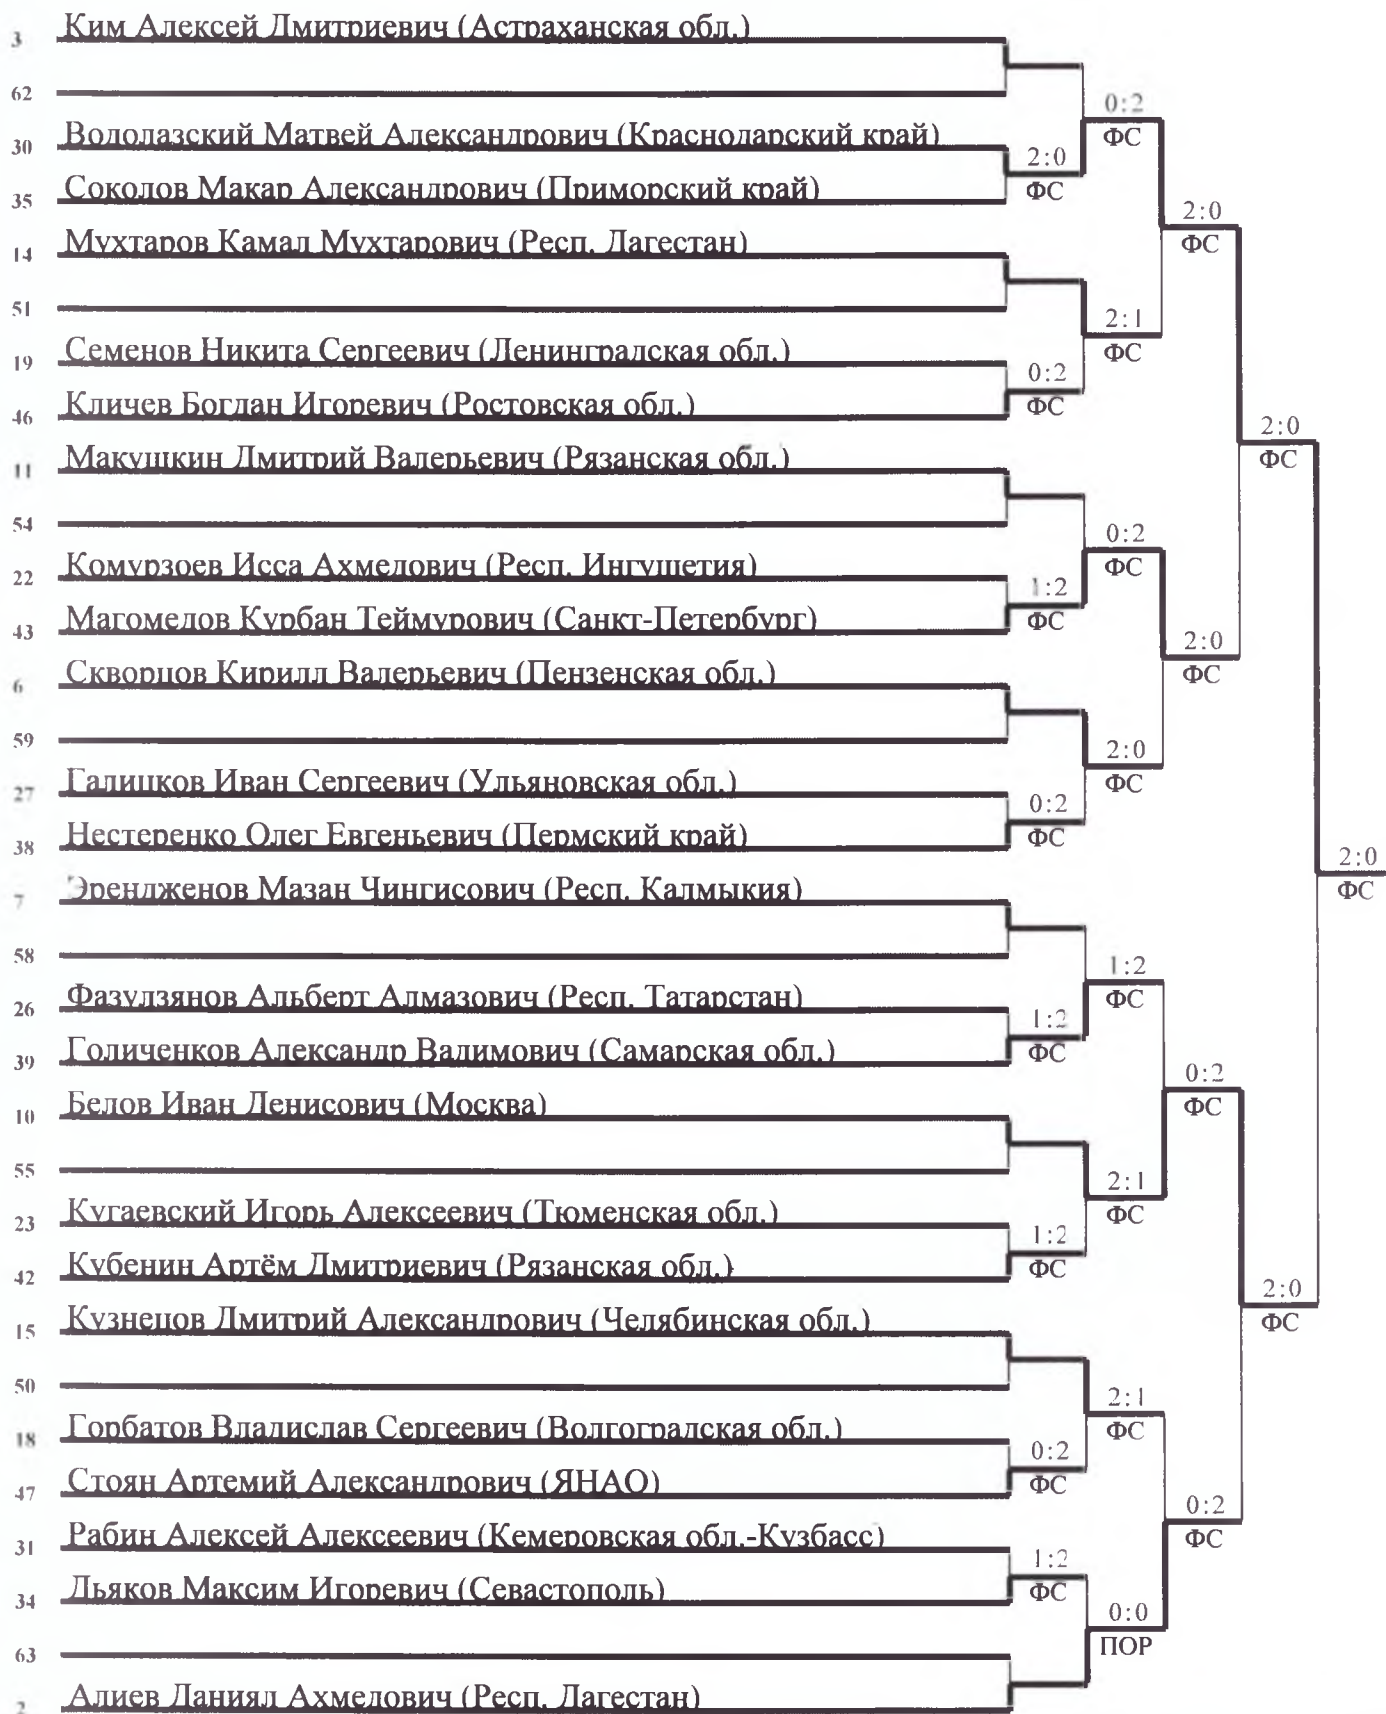 3 Ким Алексей Дмитриевич (Астраханская обл.)
62
0:2
ФС
30 Водолазский Матвей Александрович (Краснодарский край)
2:0
ФС
35 Соколов Макар Александрович (Приморский край)
2:0
ФС
14 Мухтаров Камал Мухтарович (Респ. Дагестан)
51
2:1
ФС
19 Семенов Никита Сергеевич (Ленинградская обл.)
0:2
ФС
46 Кличев Богдан Игоревич (Ростовская обл.)
2:0
ФС
11 Макушкин Дмитрий Валерьевич (Рязанская обл.)
54
0:2
ФС
22 Комурзоев Исса Ахмедович (Респ. Ингушетия)
1:2
ФС
43 Магомедов Курбан Теймурович (Санкт-Петербург)
2:0
ФС
6 Скворцов Кирилл Валерьевич (Пензенская обл.)
59
2:0
ФС
27 Галицков Иван Сергеевич (Ульяновская обл.)
0:2
ФС
38 Нестеренко Олег Евгеньевич (Пермский край)
2:0
ФС
7 Эрендженов Мазан Чингисович (Респ. Калмыкия)
58
1:2
ФС
26 Фазулзянов Альберт Алмазович (Респ. Татарстан)
1:2
ФС
39 Голиченков Александр Вадимович (Самарская обл.)
0:2
ФС
10 Белов Иван Денисович (Москва)
55
2:1
ФС
23 Кугаевский Игорь Алексеевич (Тюменская обл.)
1:2
ФС
42 Кубенин Артём Дмитриевич (Рязанская обл.)
2:0
ФС
15 Кузнецов Дмитрий Александрович (Челябинская обл.)
50
2:1
ФС
18 Горбатов Владислав Сергеевич (Волгоградская обл.)
0:2
ФС
47 Стоян Артемий Александрович (ЯНАО)
0:2
ФС
31 Рабин Алексей Алексеевич (Кемеровская обл.-Кузбасс)
1:2
ФС
34 Дьяков Максим Игоревич (Севастополь)
0:0
ПОР
63
2 Алиев Даниял Ахмедович (Респ. Дагестан)